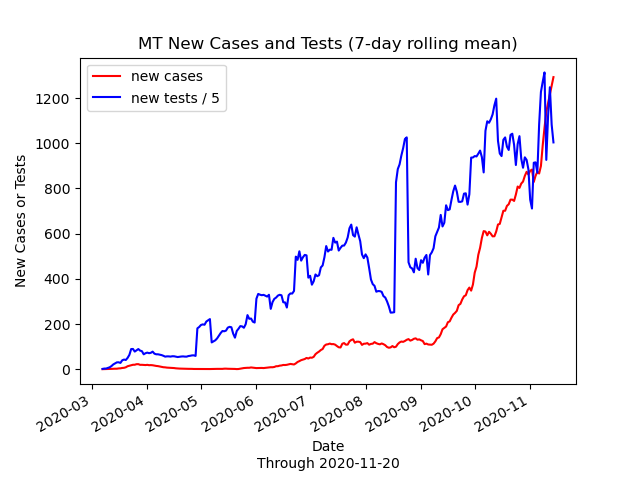 MT New Cases and Tests (7-day rolling mean)
new cases
new tests / 5
New Cases or Tests
1200
1000
800
600
400
200
0
2020-03
2020-04
2020-05
2020-06
2020-07
2020-08
2020-09
2020-10
2020-11
Date
Through 2020-11-20